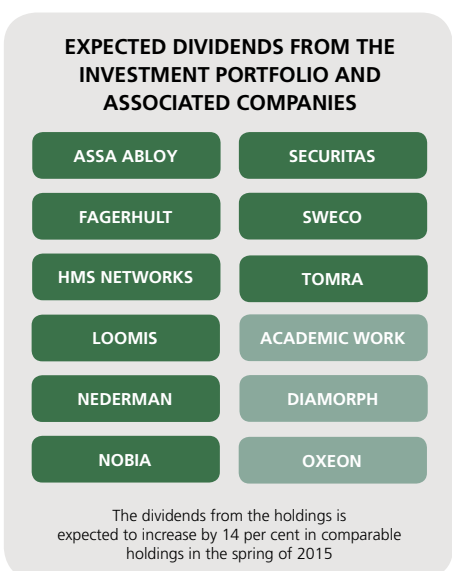 EXPECTED DIVIDENDS FROM THE
INVESTMENT PORTFOLIO AND
ASSOCIATED COMPANIES
ASSA ABLOY
SECURITAS
FAGERHULT
SWECO
HMS NETWORKS
TOMRA
LOOMIS
ACADEMIC WORK
NEDERMAN
DIAMORPH
NOBIA
OXEON
The dividends from the holdings is
expected to increase by 14 per cent in comparable
holdings in the spring of 2015